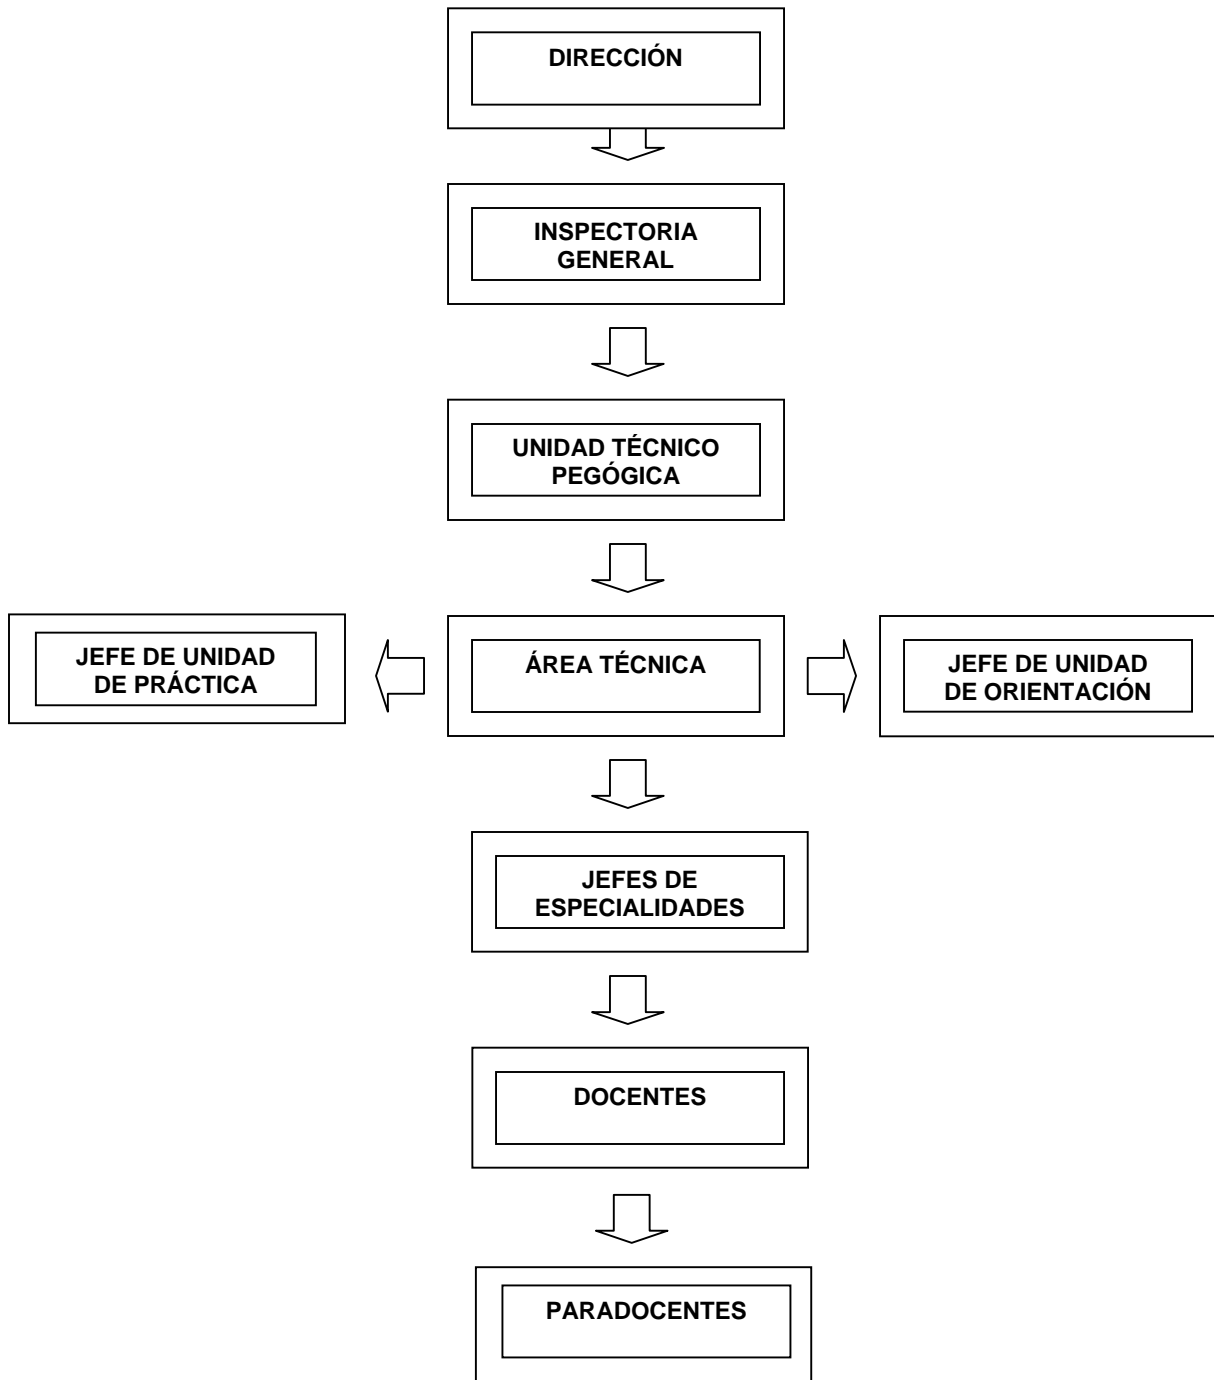 DIRECCIÓN
INSPECTORIA
GENERAL
UNIDAD TÉCNICO
PEGÓGICA
JEFE DE UNIDAD
DE PRÁCTICA
ÁREA TÉCNICA
JEFE DE UNIDAD
DE ORIENTACIÓN
JEFES DE
ESPECIALIDADES
DOCENTES
PARADOCENTES